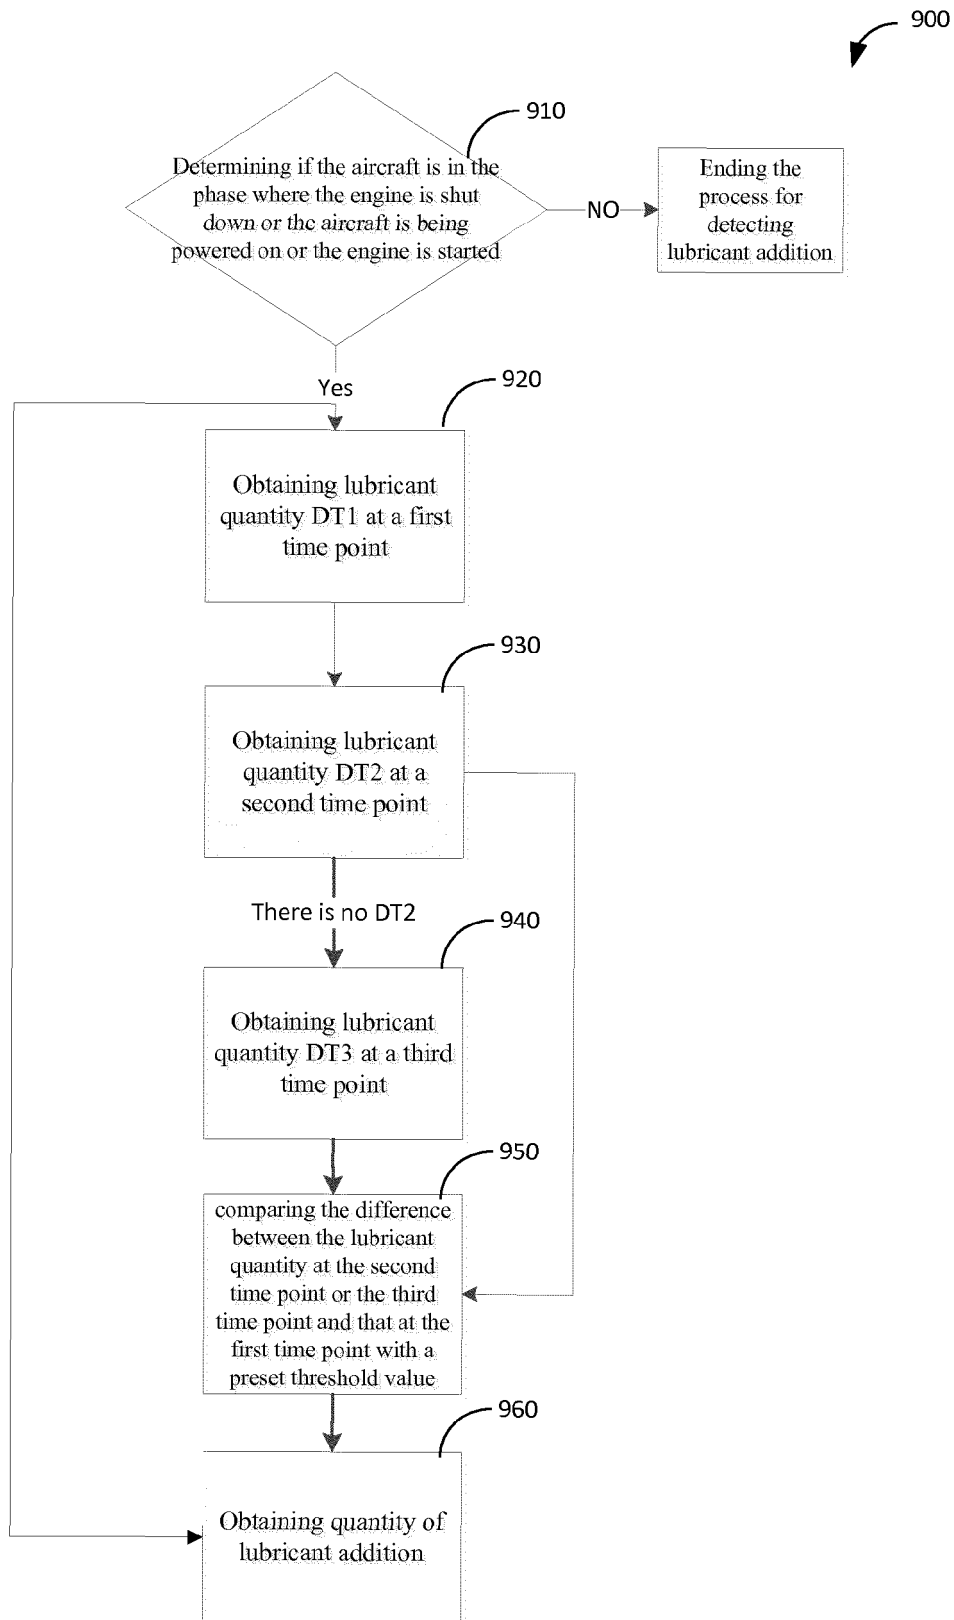 900
910
Determining if the aircraft is in the
phase where the engine is shut
down or the aircraft is being
powered on or the engine is started
NO
Ending the
process for
detecting
lubricant addition
Yes
920
Obtaining lubricant
quantity DT1 at a first
time point
930
Obtaining lubricant
quantity DT2 at a
second time point
There is no DT2
940
Obtaining lubricant
quantity DT3 at a third
time point
950
comparing the difference
between the lubricant
quantity at the second
time point or the third
time point and that at the
first time point with a
preset threshold value
960
Obtaining quantity of
lubricant addition